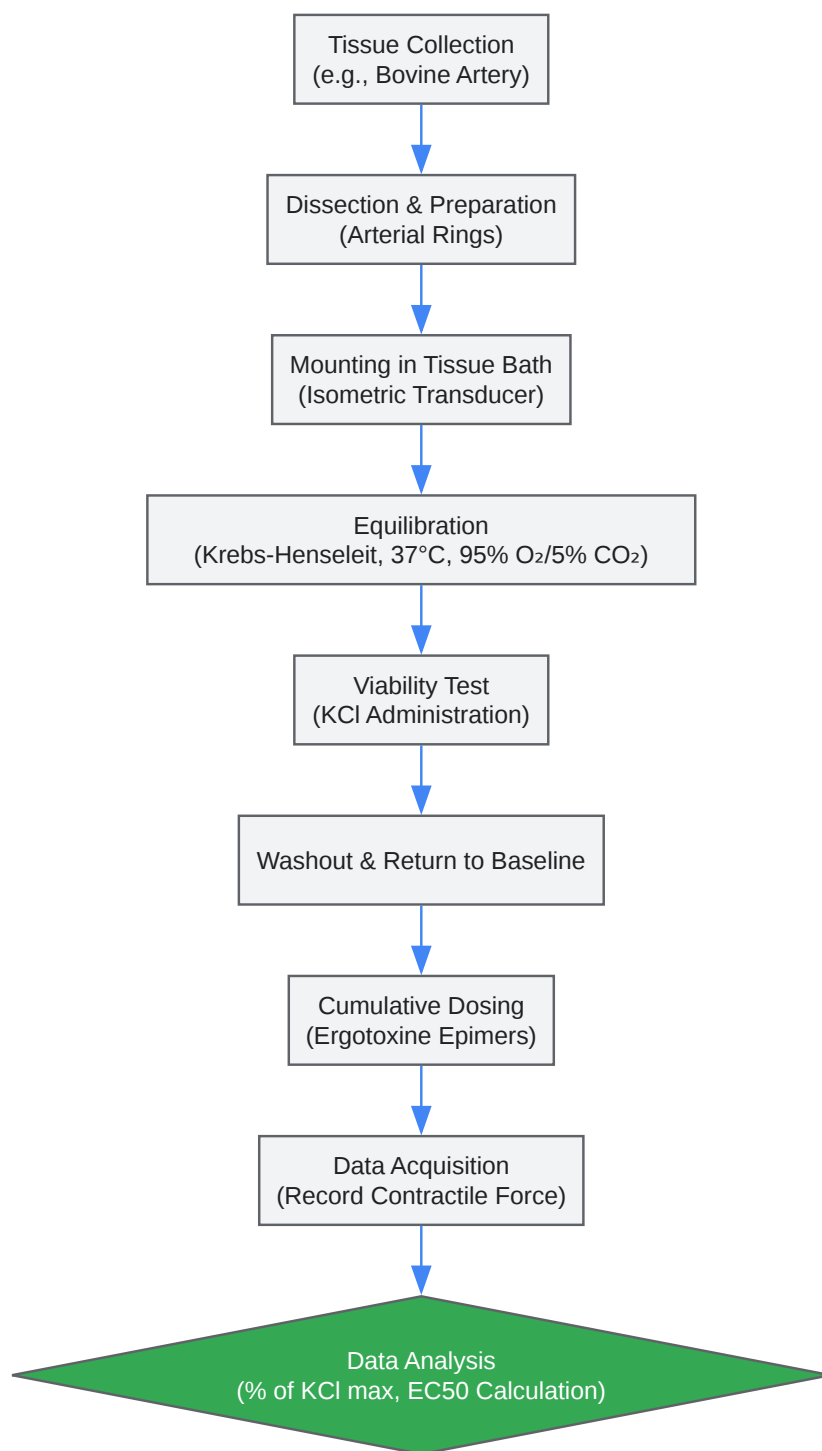 Tissue Collection
(e.g., Bovine Artery)
Dissection & Preparation
(Arterial Rings)
Mounting in Tissue Bath
(Isometric Transducer)
Equilibration
(Krebs-Henseleit, 37°C, 95% O₂/5% CO₂)
Viability Test
(KCl Administration)
Washout & Return to Baseline
Cumulative Dosing
(Ergotoxine Epimers)
Data Acquisition
(Record Contractile Force)
Data Analysis
(% of KCl max, EC50 Calculation)